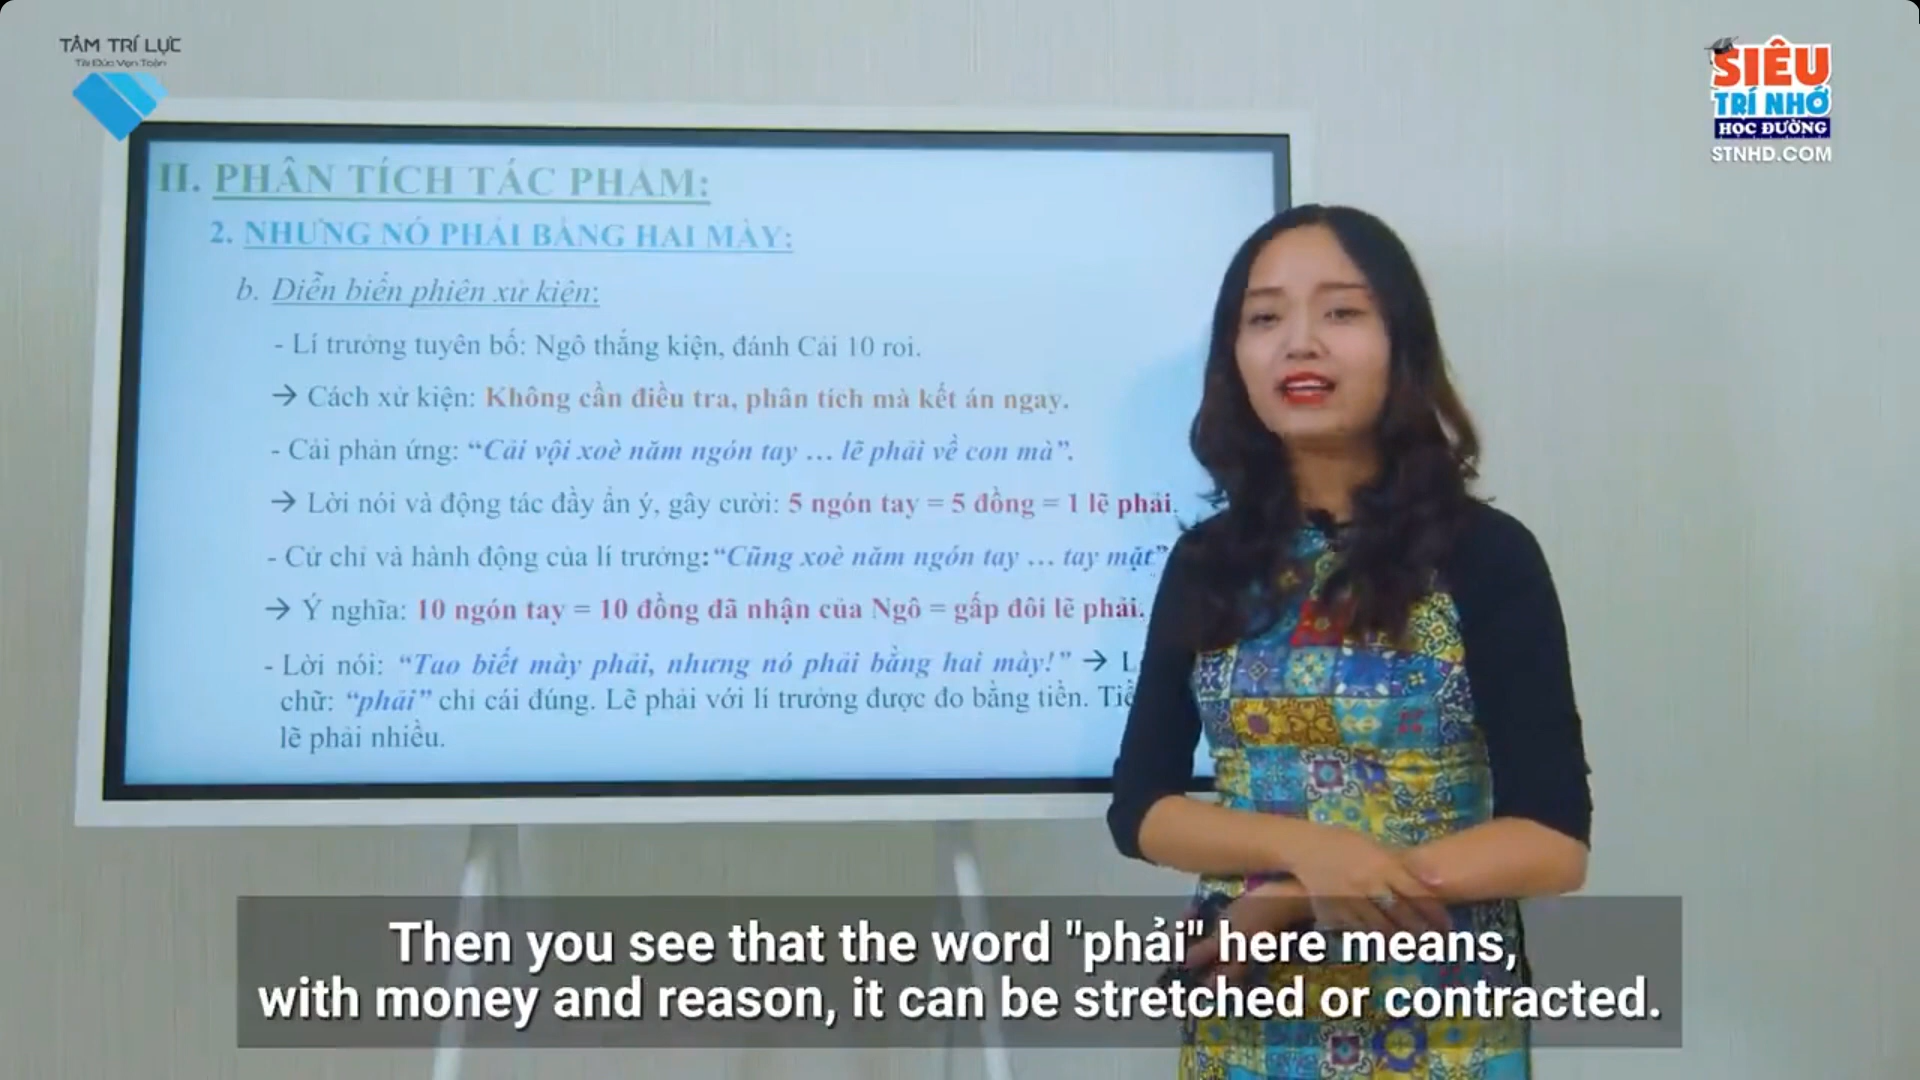 TÂM TRÍ LỰC
Tài Đức Vẹn Toàn
SIÊU
TRÍ NHỚ
HỌC ĐƯỜNG
STNHD.COM
II. PHÂN TÍCH TÁC PHẨM:
2. NHƯNG NÓ PHẢI BẰNG HAI MÀY:
b. Diễn biến phiên xử kiện:
- Lí trưởng tuyên bố: Ngô thắng kiện, đánh Cải 10 roi.
→ Cách xử kiện: Không cần điều tra, phân tích mà kết án ngay.
- Cải phản ứng: “Cải vội xoè năm ngón tay ... lẽ phải về con mà”.
→ Lời nói và động tác đầy ẩn ý, gây cười: 5 ngón tay = 5 đồng = 1 lẽ phải.
- Cử chỉ và hành động của lí trưởng: “Cũng xoè năm ngón tay ... tay mặt”
→ Ý nghĩa: 10 ngón tay = 10 đồng đã nhận của Ngô = gấp đôi lẽ phải.
- Lời nói: “Tao biết mày phải, nhưng nó phải bằng hai mày!” →
chữ: “phải” chỉ cái đúng. Lẽ phải với lí trưởng được đo bằng tiền.
lẽ phải nhiều.
Then you see that the word "phải" here means,
with money and reason, it can be stretched or contracted.